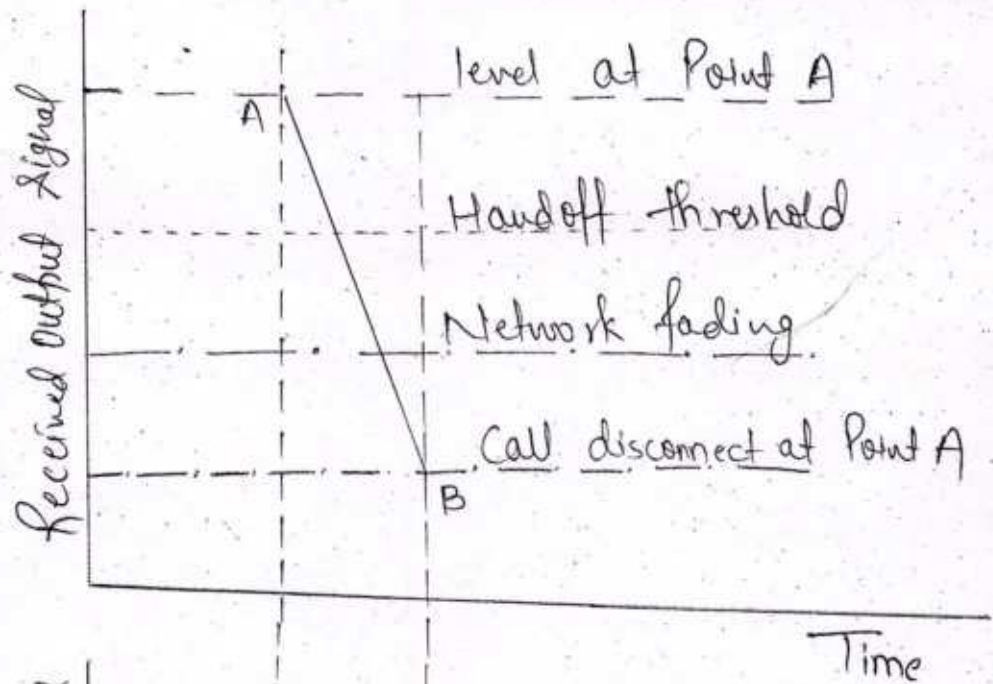 level at Point A
A
Handoff threshold
Network fading
Call disconnect at Point A
B
Received output signal
Time